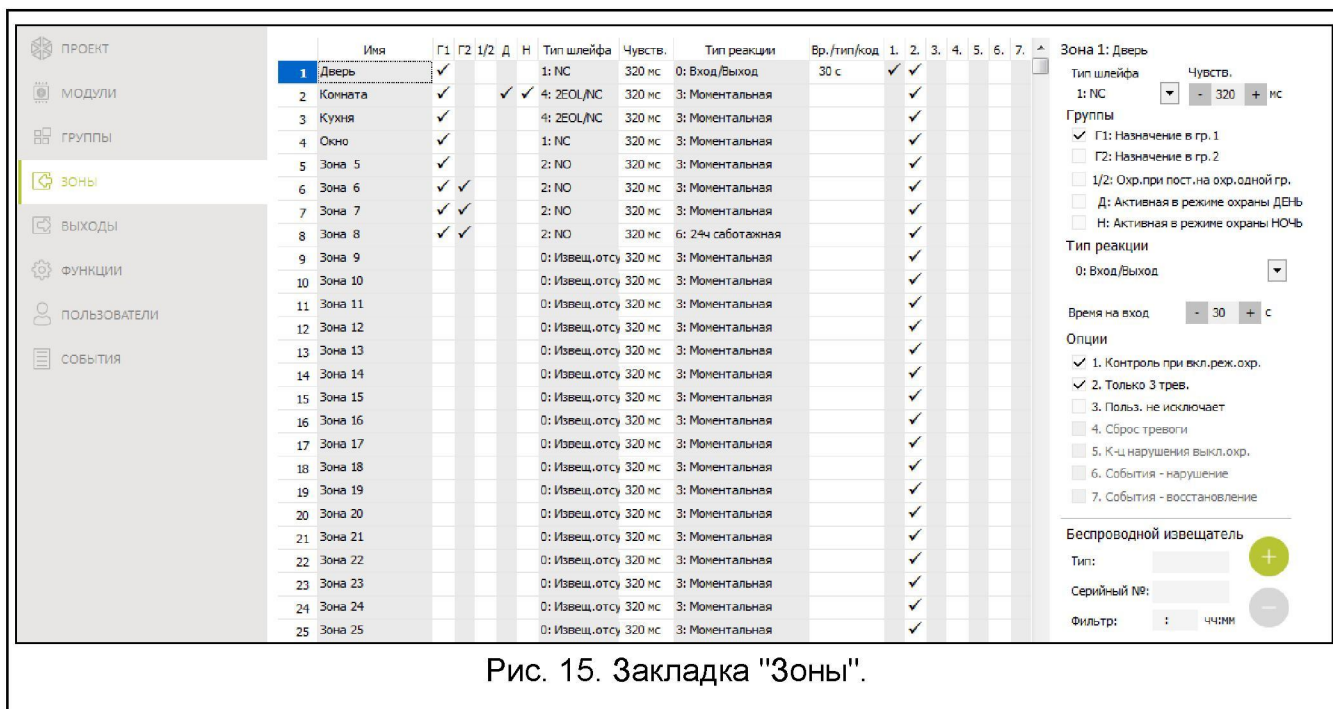 ПРОЕКТ
МОДУЛИ
ГРУППЫ
ЗОНЫ
ВЫХОДЫ
ФУНКЦИИ
ПОЛЬЗОВАТЕЛИ
СОБЫТИЯ
Имя Г1 Г2 1/2 Д Н Тип шлейфа Чувств. Тип реакции Вр./тип/код 1. 2. 3. 4. 5. 6. 7.
1 Дверь ✓ 1: NC 320 мс 0: Вход/Выход 30 с ✓ ✓
2 Комната ✓ ✓ ✓ 4: 2EOL/NC 320 мс 3: Моментальная ✓
3 Кухня ✓ 4: 2EOL/NC 320 мс 3: Моментальная ✓
4 Окно ✓ 1: NC 320 мс 3: Моментальная ✓
5 Зона 5 ✓ 2: NO 320 мс 3: Моментальная ✓
6 Зона 6 ✓ ✓ 2: NO 320 мс 3: Моментальная ✓
7 Зона 7 ✓ ✓ 2: NO 320 мс 3: Моментальная ✓
8 Зона 8 ✓ ✓ 2: NO 320 мс 6: 24ч саботажная ✓
9 Зона 9 0: Извещ.отсу 320 мс 3: Моментальная ✓
10 Зона 10 0: Извещ.отсу 320 мс 3: Моментальная ✓
11 Зона 11 0: Извещ.отсу 320 мс 3: Моментальная ✓
12 Зона 12 0: Извещ.отсу 320 мс 3: Моментальная ✓
13 Зона 13 0: Извещ.отсу 320 мс 3: Моментальная ✓
14 Зона 14 0: Извещ.отсу 320 мс 3: Моментальная ✓
15 Зона 15 0: Извещ.отсу 320 мс 3: Моментальная ✓
16 Зона 16 0: Извещ.отсу 320 мс 3: Моментальная ✓
17 Зона 17 0: Извещ.отсу 320 мс 3: Моментальная ✓
18 Зона 18 0: Извещ.отсу 320 мс 3: Моментальная ✓
19 Зона 19 0: Извещ.отсу 320 мс 3: Моментальная ✓
20 Зона 20 0: Извещ.отсу 320 мс 3: Моментальная ✓
21 Зона 21 0: Извещ.отсу 320 мс 3: Моментальная ✓
22 Зона 22 0: Извещ.отсу 320 мс 3: Моментальная ✓
23 Зона 23 0: Извещ.отсу 320 мс 3: Моментальная ✓
24 Зона 24 0: Извещ.отсу 320 мс 3: Моментальная ✓
25 Зона 25 0: Извещ.отсу 320 мс 3: Моментальная ✓
Зона 1: Дверь
Тип шлейфа Чувств.
1: NC - 320 + мс
Группы
✓ Г1: Назначение в гр.1
Г2: Назначение в гр.2
1/2: Охр.при пост.на охр.одной гр.
Д: Активная в режиме охраны ДЕНЬ
Н: Активная в режиме охраны НОЧЬ
Тип реакции
0: Вход/Выход
Время на вход - 30 + с
Опции
✓ 1. Контроль при вкл.реж.охр.
✓ 2. Только 3 трев.
3. Польз. не исключает
4. Сброс тревоги
5. К-ц нарушения выкл.охр.
6. События - нарушение
7. События - восстановление
Беспроводной извещатель
Тип:
Серийный №:
Фильтр: : чч:мм
Рис. 15. Закладка "Зоны".